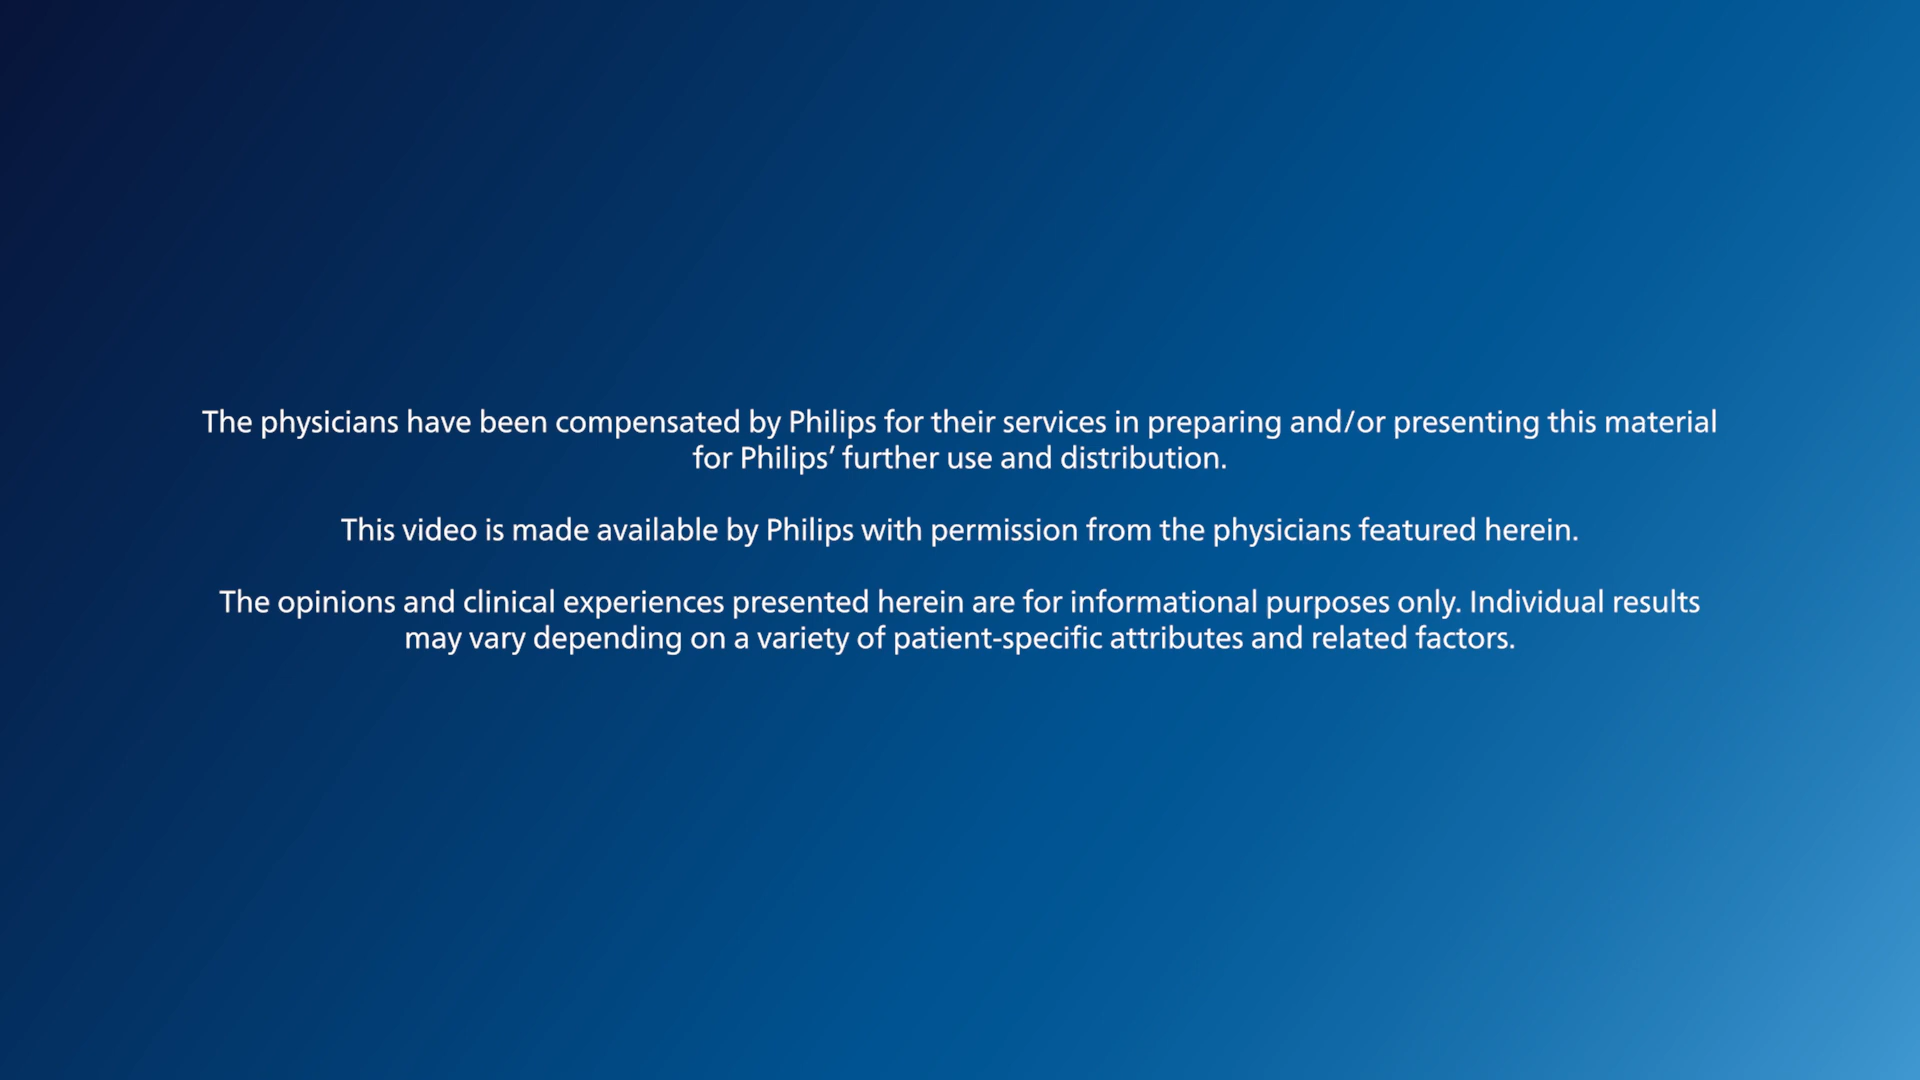 The physicians have been compensated by Philips for their services in preparing and/or presenting this material
for Philips’ further use and distribution.
This video is made available by Philips with permission from the physicians featured herein.
The opinions and clinical experiences presented herein are for informational purposes only. Individual results
may vary depending on a variety of patient-specific attributes and related factors.